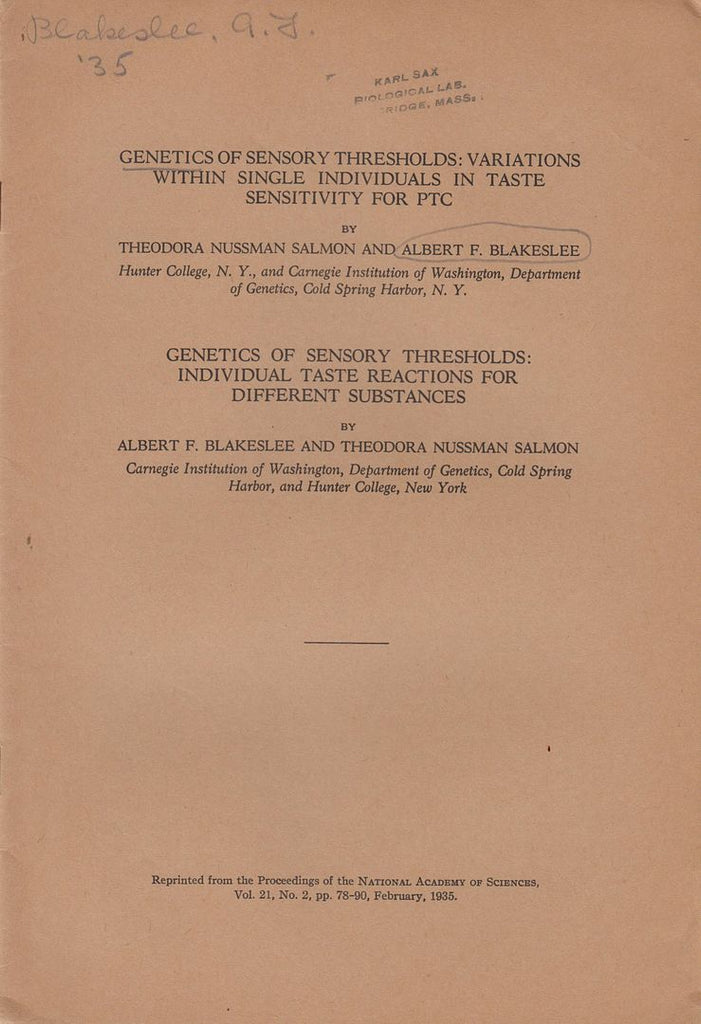 Blakeslee, A.F.
'35
KARL SAX
BIOLOGICAL LAB.
RIDGE, MASS.
GENETICS OF SENSORY THRESHOLDS: VARIATIONS
WITHIN SINGLE INDIVIDUALS IN TASTE
SENSITIVITY FOR PTC
BY
THEODORA NUSSMAN SALMON AND ALBERT F. BLAKESLEE
Hunter College, N. Y., and Carnegie Institution of Washington, Department
of Genetics, Cold Spring Harbor, N. Y.
GENETICS OF SENSORY THRESHOLDS:
INDIVIDUAL TASTE REACTIONS FOR
DIFFERENT SUBSTANCES
BY
ALBERT F. BLAKESLEE AND THEODORA NUSSMAN SALMON
Carnegie Institution of Washington, Department of Genetics, Cold Spring
Harbor, and Hunter College, New York
Reprinted from the Proceedings of the NATIONAL ACADEMY OF SCIENCES,
Vol. 21, No. 2, pp. 78-90, February, 1935.